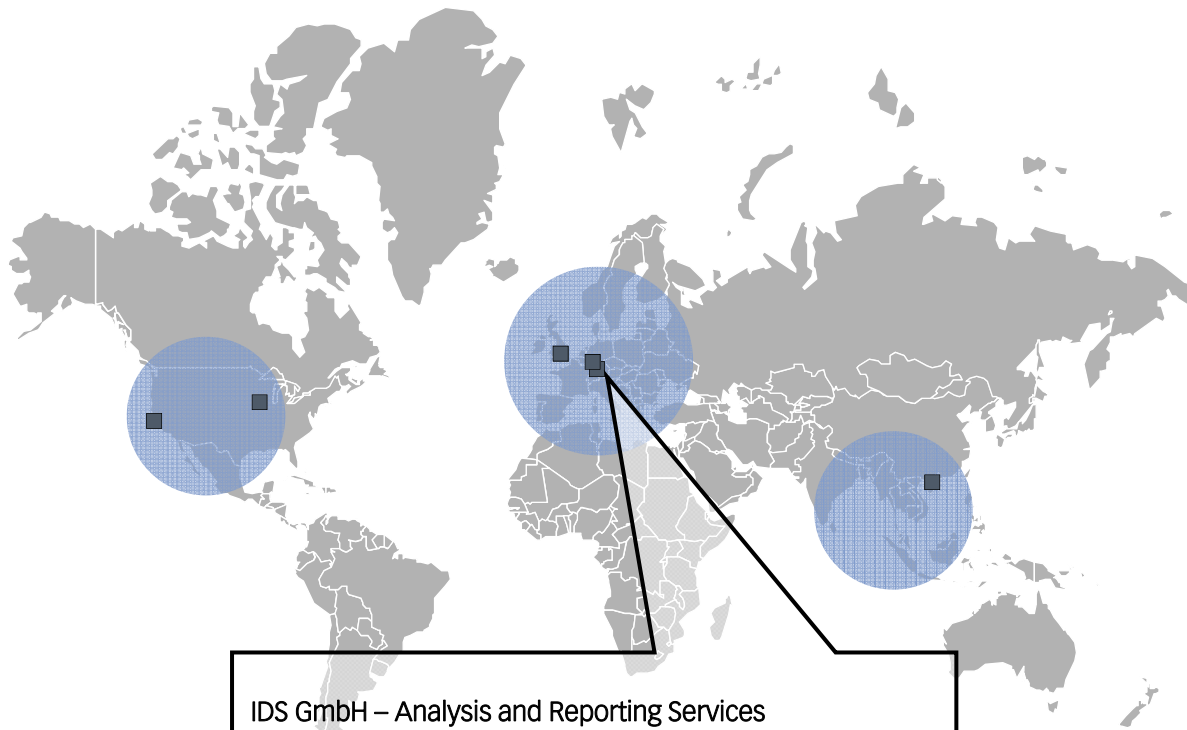 IDS GmbH – Analysis and Reporting Services